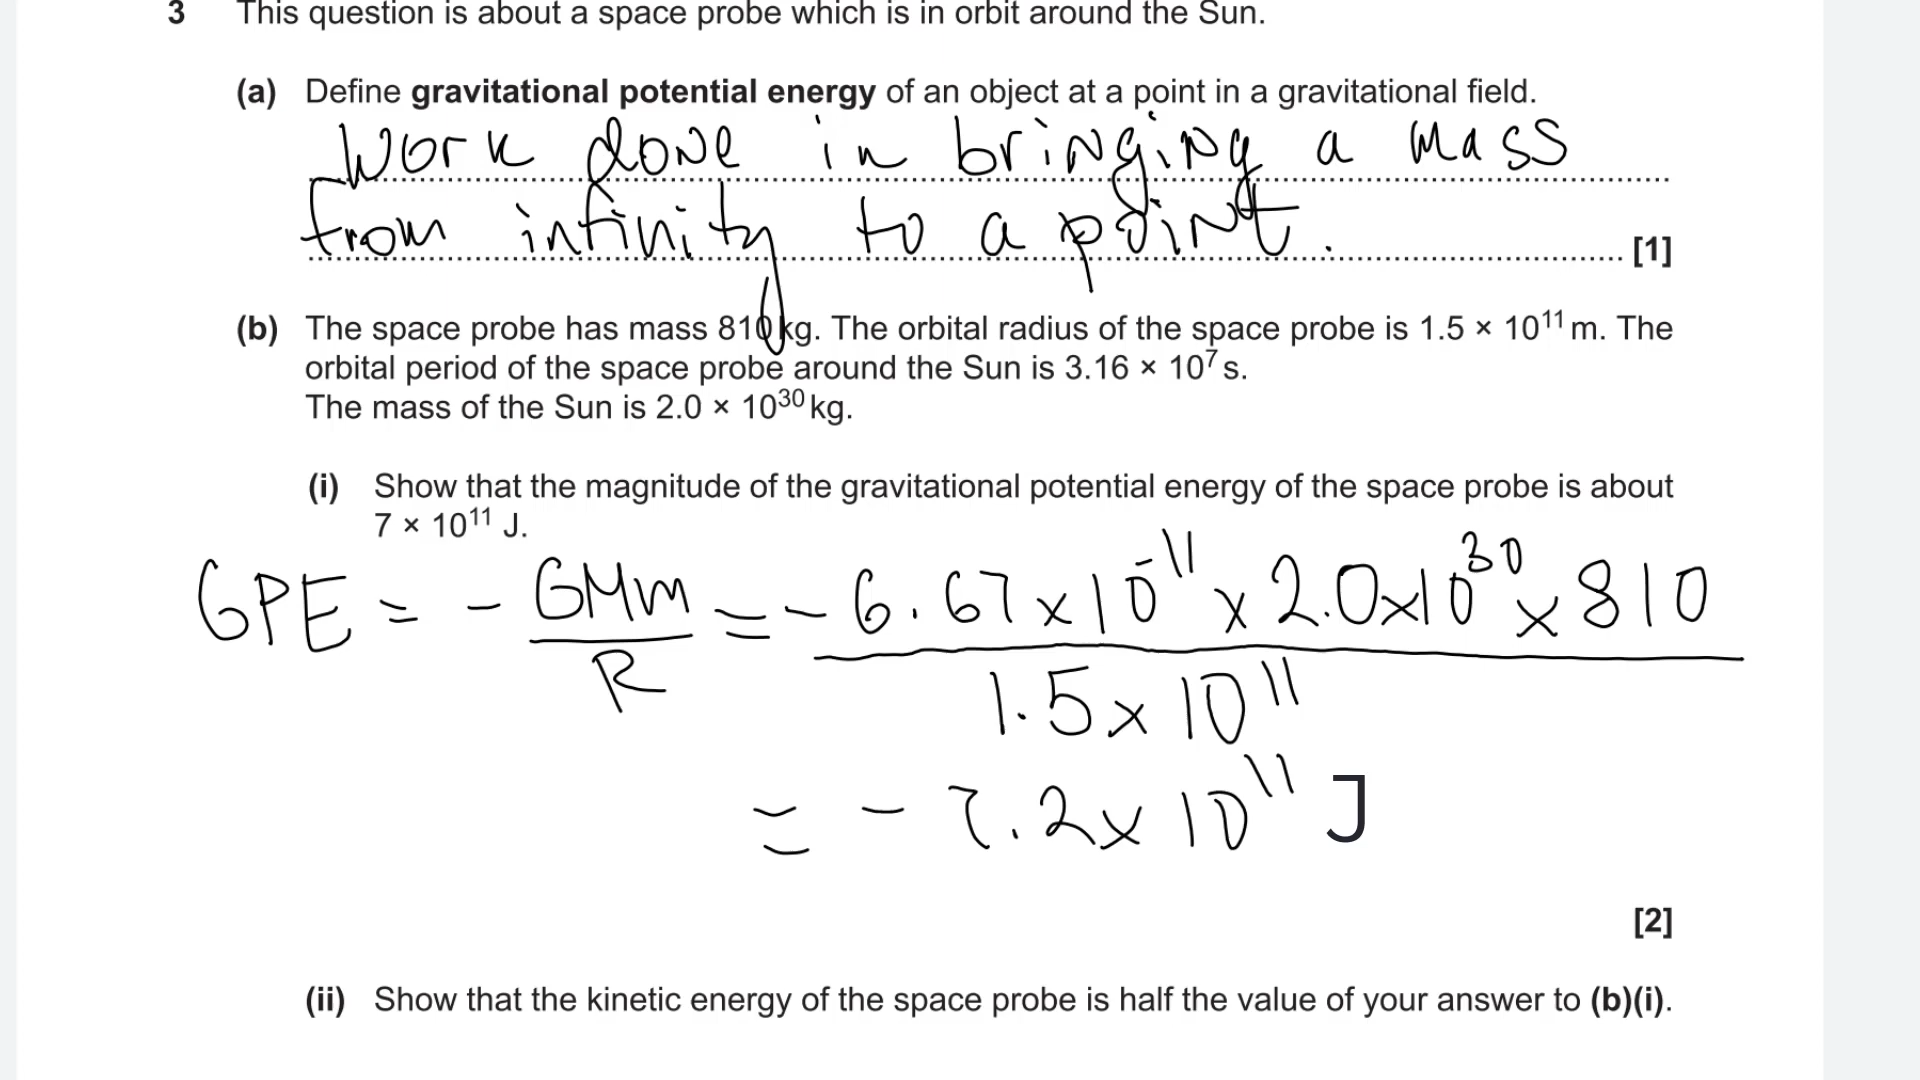 3 This question is about a space probe which is in orbit around the Sun.
(a) Define gravitational potential energy of an object at a point in a gravitational field.
Work done in bringing a mass
from infinity to a point. [1]
(b) The space probe has mass 810 kg. The orbital radius of the space probe is 1.5 × 10¹¹ m. The
orbital period of the space probe around the Sun is 3.16 × 10⁷ s.
The mass of the Sun is 2.0 × 10³⁰ kg.
(i) Show that the magnitude of the gravitational potential energy of the space probe is about
7 × 10¹¹ J.
GPE = - GMm / R = - 6.67 × 10⁻¹¹ × 2.0 × 10³⁰ × 810 / 1.5 × 10¹¹
= - 7.2 × 10¹¹ J
[2]
(ii) Show that the kinetic energy of the space probe is half the value of your answer to (b)(i).